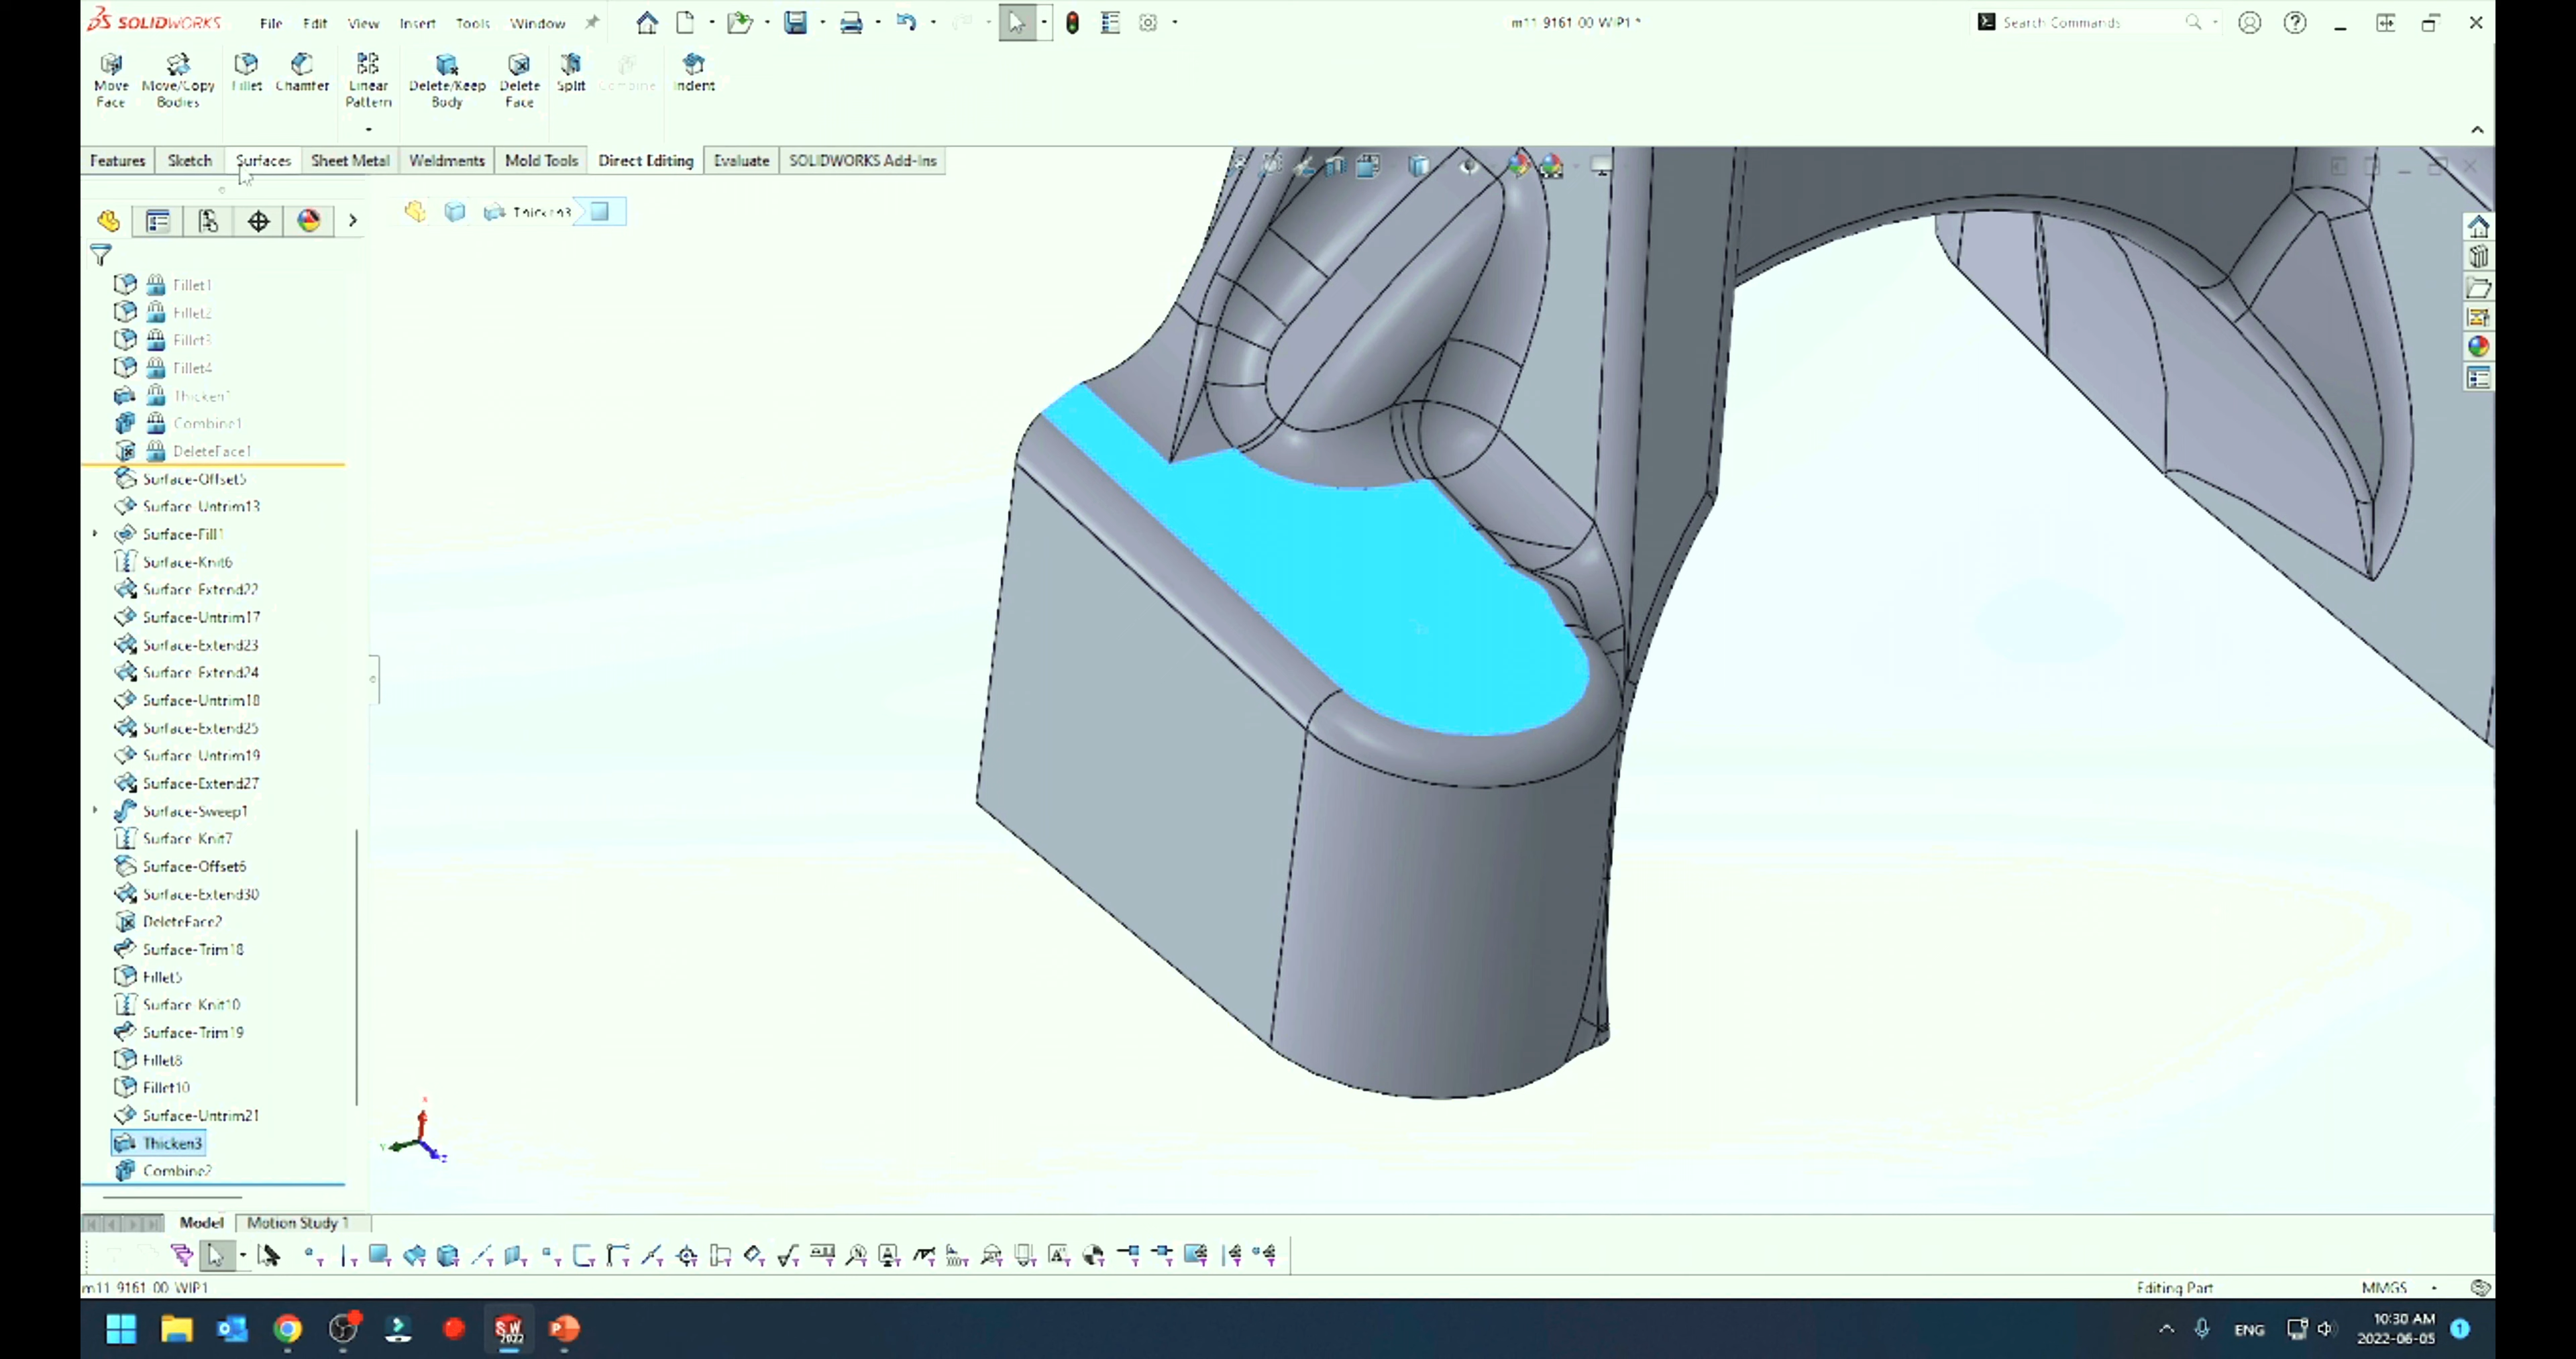 SOLIDWORKS File Edit View Insert Tools Window m11 9161 00 WIP1 * Search Commands
Move Face Move/Copy Bodies Fillet Chamfer Linear Pattern Delete/Keep Body Delete Face Split Combine Indent
Features Sketch Surfaces Sheet Metal Weldments Mold Tools Direct Editing Evaluate SOLIDWORKS Add-Ins
Thicken3
Fillet1
Fillet2
Fillet3
Fillet4
Thicken1
Combine1
DeleteFace1
Surface-Offset5
Surface-Untrim13
Surface-Fill1
Surface-Knit6
Surface-Extend22
Surface-Untrim17
Surface-Extend23
Surface-Extend24
Surface-Untrim18
Surface-Extend25
Surface-Untrim19
Surface-Extend27
Surface-Sweep1
Surface-Knit7
Surface-Offset6
Surface-Extend30
DeleteFace2
Surface-Trim18
Fillet5
Surface-Knit10
Surface-Trim19
Fillet8
Fillet10
Surface-Untrim21
Thicken3
Combine2
Model Motion Study 1
m11 9161 00 WIP1 Editing Part MMGS
ENG 10:30 AM
2022-06-05 1